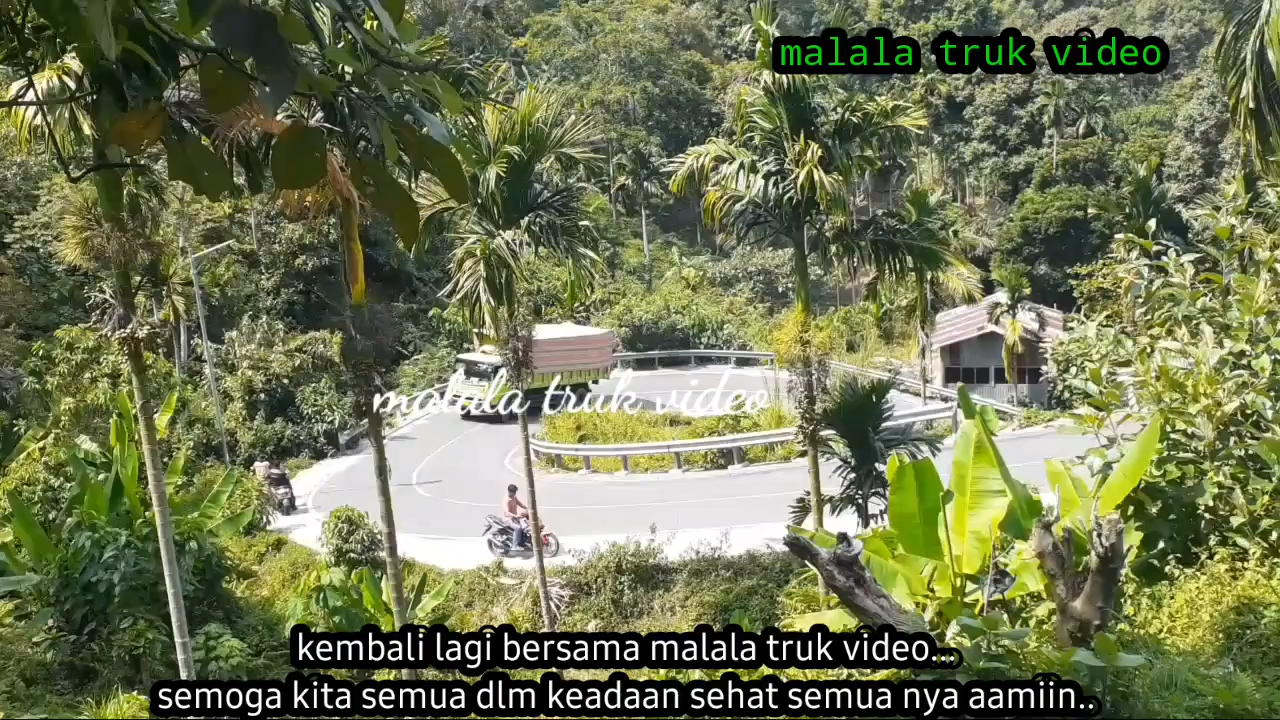 malala truk video
malala truk video
kembali lagi bersama malala truk video...
semoga kita semua dlm keadaan sehat semua nya aamiin..